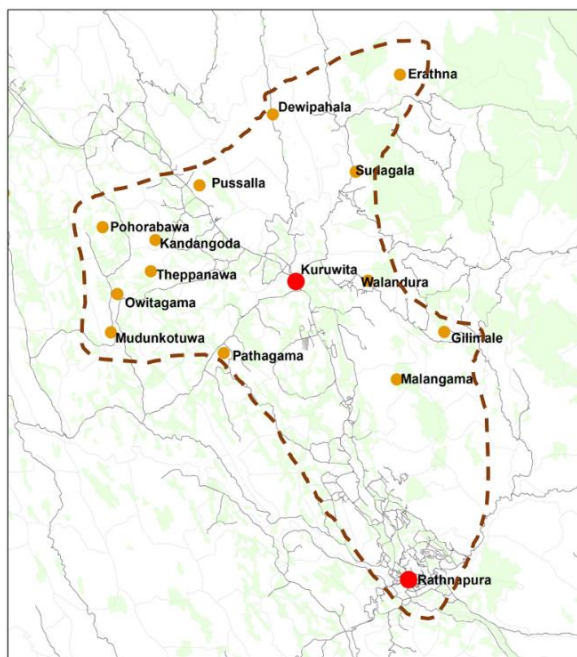 Erathna
Dewipahala
Sudagala
Pussalla
Pohorabawa
Kandangoda
Kuruwita
Theppanawa
Walandura
Owitagama
Mudunkotuwa
Gilimale
Pathagama
Malangama
Rathnapura